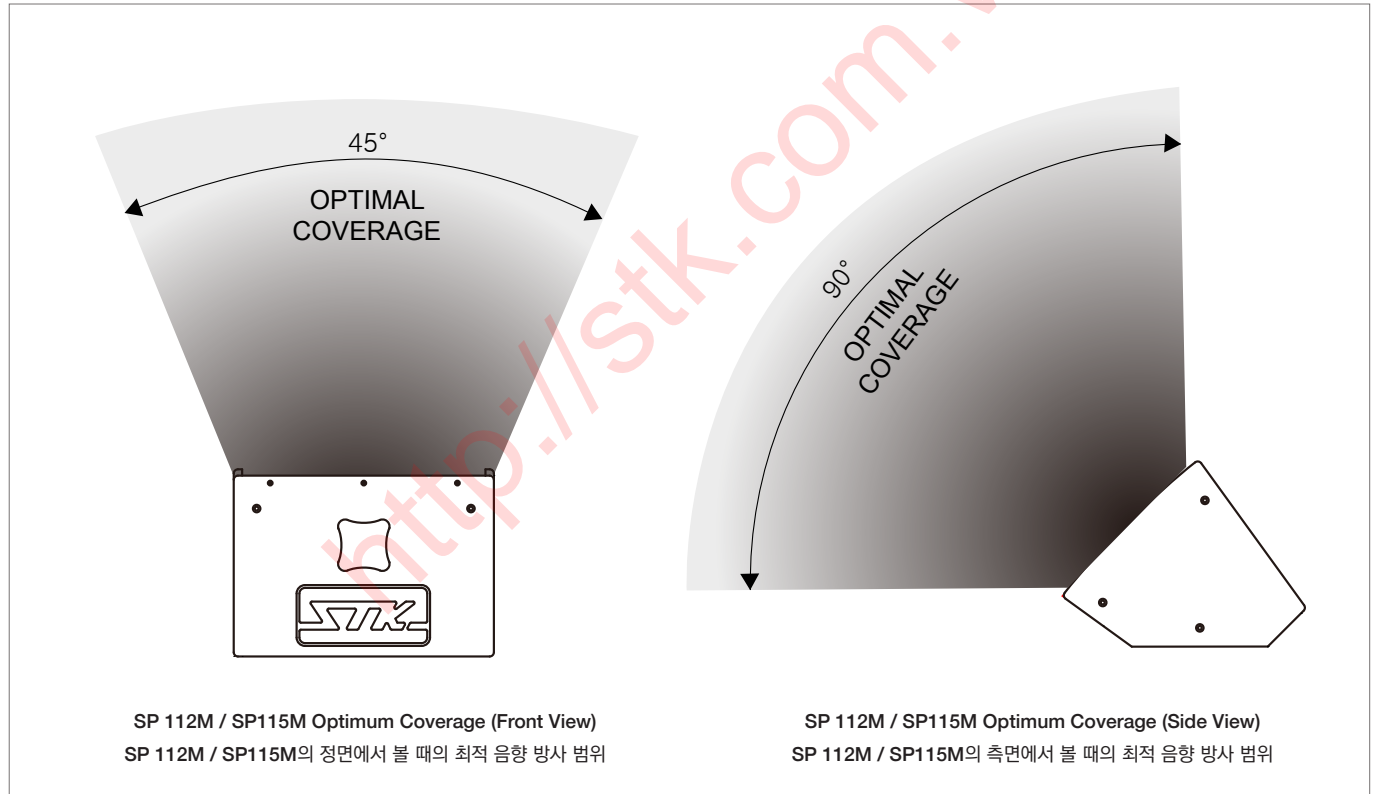 45°
OPTIMAL
COVERAGE
90°
OPTIMAL
COVERAGE
STK
SP 112M / SP115M Optimum Coverage (Front View)
SP 112M / SP115M의 정면에서 볼 때의 최적 음향 방사 범위
SP 112M / SP115M Optimum Coverage (Side View)
SP 112M / SP115M의 측면에서 볼 때의 최적 음향 방사 범위
http://stk.com.